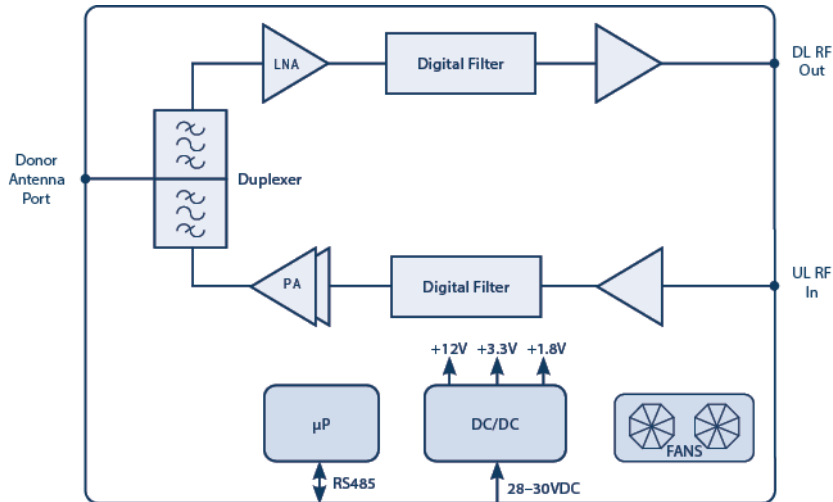 LNA
Digital Filter
DL RF
Out
Donor
Antenna
Port
Duplexer
PA
Digital Filter
UL RF
In
+12V
+3.3V
+1.8V
µP
DC/DC
FANS
RS485
28–30VDC